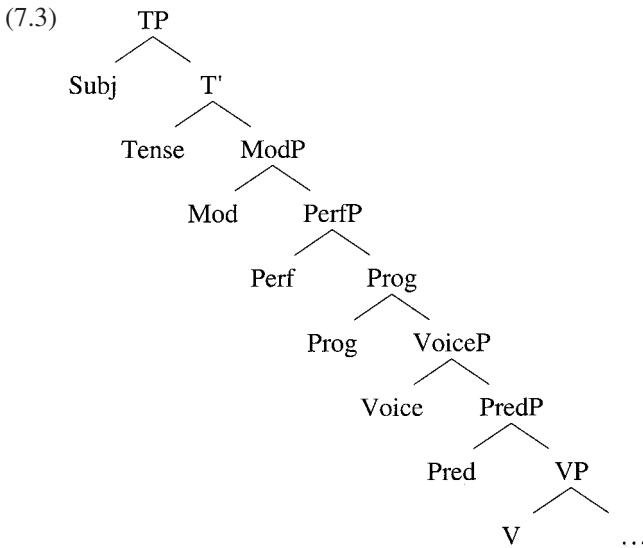 (7.3) TP
Subj T'
Tense ModP
Mod PerfP
Perf Prog
Prog VoiceP
Voice PredP
Pred VP
V …